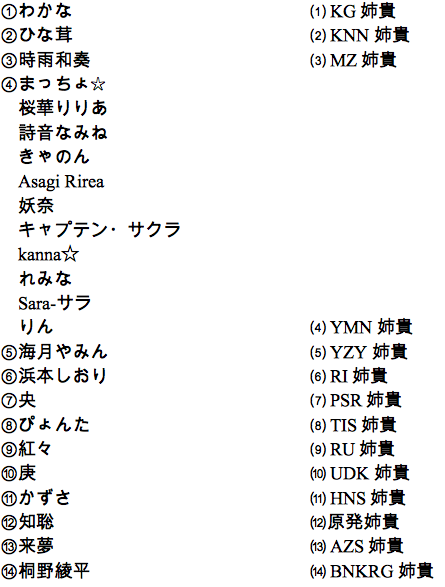 ①わかな ⑴ KG 姉貴
②ひな茸 ⑵ KNN 姉貴
③時雨和奏 ⑶ MZ 姉貴
④まっちょ☆
桜華りりあ
詩音なみね
きゃのん
Asagi Rirea
妖奈
キャプテン・サクラ
kanna☆
れみな
Sara-サラ
りん ⑷ YMN 姉貴
⑤海月やみん ⑸ YZY 姉貴
⑥浜本しおり ⑹ RI 姉貴
⑦央 ⑺ PSR 姉貴
⑧ぴょんた ⑻ TIS 姉貴
⑨紅々 ⑼ RU 姉貴
⑩庚 ⑽ UDK 姉貴
⑪かずさ ⑾ HNS 姉貴
⑫知聡 ⑿原発姉貴
⑬来夢 ⒀ AZS 姉貴
⑭桐野綾平 ⒁ BNKRG 姉貴